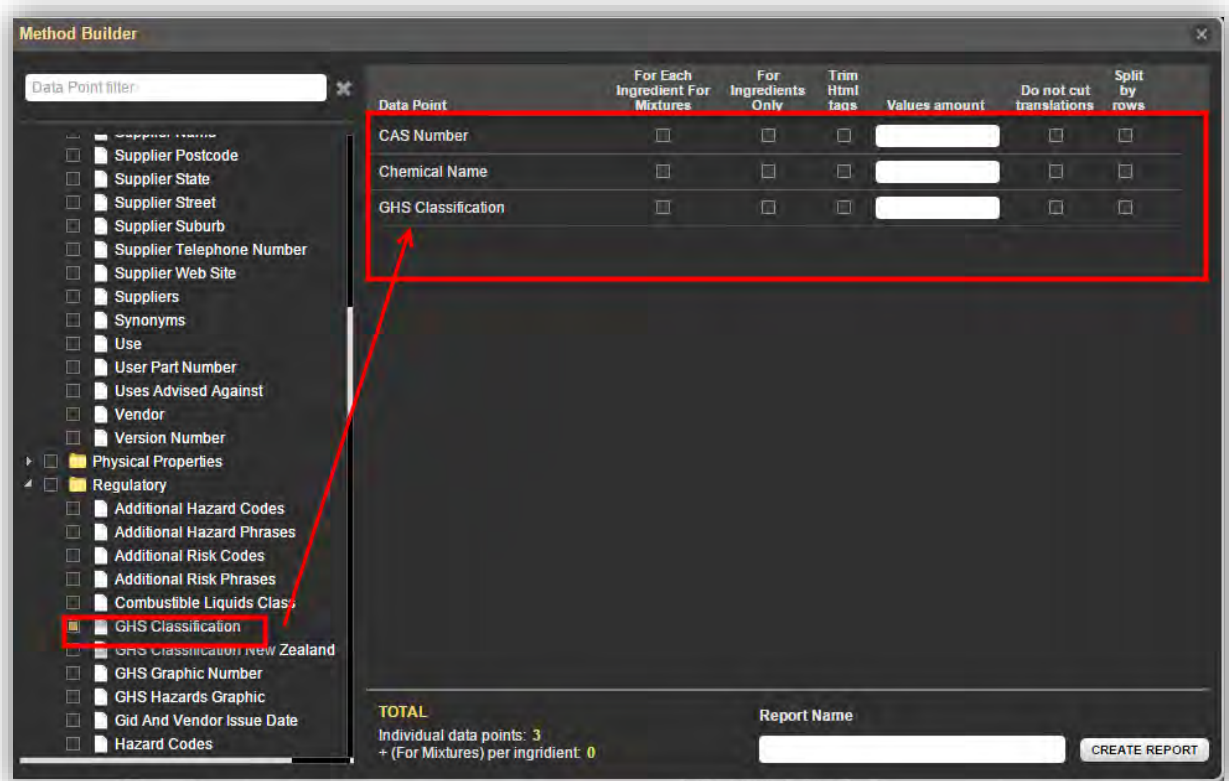 Method Builder
Data Point filter
Supplier Name
Supplier Postcode
Supplier State
Supplier Street
Supplier Suburb
Supplier Telephone Number
Supplier Web Site
Suppliers
Synonyms
Use
User Part Number
Uses Advised Against
Vendor
Version Number
Physical Properties
Regulatory
Additional Hazard Codes
Additional Hazard Phrases
Additional Risk Codes
Additional Risk Phrases
Combustible Liquids Class
GHS Classification
GHS Classification New Zealand
GHS Graphic Number
GHS Hazards Graphic
Gid And Vendor Issue Date
Hazard Codes
Data Point
For Each
Ingredient For
Mixtures
For
Ingredients
Only
Trim
Html
tags
Values amount
Do not cut
translations
Split
by
rows
CAS Number
Chemical Name
GHS Classification
TOTAL
Individual data points: 3
+ (For Mixtures) per ingridient: 0
Report Name
CREATE REPORT